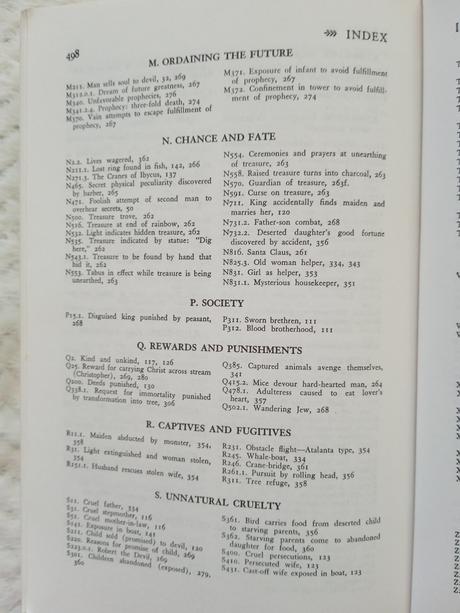 498
INDEX
M. ORDAINING THE FUTURE
M211. Man sells soul to devil, 32, 269
M312.0.1. Dream of future greatness, 267
M340. Unfavorable prophecies, 276
M341.2.4. Prophecy: three-fold death, 274
M370. Vain attempts to escape fulfillment of
prophecy, 267
M371. Exposure of infant to avoid fulfillment
of prophecy, 267
M372. Confinement in tower to avoid fulfill-
ment of prophecy, 274
N. CHANCE AND FATE
N2.2. Lives wagered, 362
N211.1. Lost ring found in fish, 142, 266
N271.3. The Cranes of Ibycus, 137
N465. Secret physical peculiarity discovered
by barber, 265
N471. Foolish attempt of second man to
overhear secrets, 50
N500. Treasure trove, 262
N516. Treasure at end of rainbow, 262
N532. Light indicates hidden treasure, 262
N535. Treasure indicated by statue: "Dig
here," 262
N543.1. Treasure to be found by hand that
hid it, 262
N553. Tabus in effect while treasure is being
unearthed, 263
N554. Ceremonies and prayers at unearthing
of treasure, 263
N558. Raised treasure turns into charcoal, 263
N570. Guardian of treasure, 263f.
N591. Curse on treasure, 263
N711. King accidentally finds maiden and
marries her, 120
N731.2. Father-son combat, 268
N732.2. Deserted daughter's good fortune
discovered by accident, 356
N816. Santa Claus, 261
N825.3. Old woman helper, 334, 343
N831. Girl as helper, 353
N831.1. Mysterious housekeeper, 351
P. SOCIETY
P15.1. Disguised king punished by peasant,
268
P311. Sworn brethren, 111
P312. Blood brotherhood, 111
Q. REWARDS AND PUNISHMENTS
Q2. Kind and unkind, 117, 126
Q25. Reward for carrying Christ across stream
(Christopher), 269, 280
Q200. Deeds punished, 130
Q338.1. Request for immortality punished
by transformation into tree, 306
Q385. Captured animals avenge themselves,
341
Q415.2. Mice devour hard-hearted man, 264
Q478.1. Adulteress caused to eat lover's
heart, 357
Q502.1. Wandering Jew, 268
R. CAPTIVES AND FUGITIVES
R11.1. Maiden abducted by monster, 354,
358
R31. Light extinguished and woman stolen,
354
R151.1. Husband rescues stolen wife, 354
R231. Obstacle flight—Atalanta type, 354
R245. Whale-boat, 334
R246. Crane-bridge, 361
R261.1. Pursuit by rolling head, 356
R311. Tree refuge, 358
S. UNNATURAL CRUELTY
S11. Cruel father, 334
S31. Cruel stepmother, 116
S51. Cruel mother-in-law, 116
S141. Exposure in boat, 143
S211. Child sold (promised) to devil, 120
S220. Reasons for promise of child, 269
S223.0.1. Robert the Devil, 269
S301. Children abandoned (exposed), 279,
360
S361. Bird carries food from deserted child
to starving parents, 356
S362. Starving parents come to abandoned
daughter for food, 360
S400. Cruel persecutions, 123
S410. Persecuted wife, 123
S431. Cast-off wife exposed in boat, 123